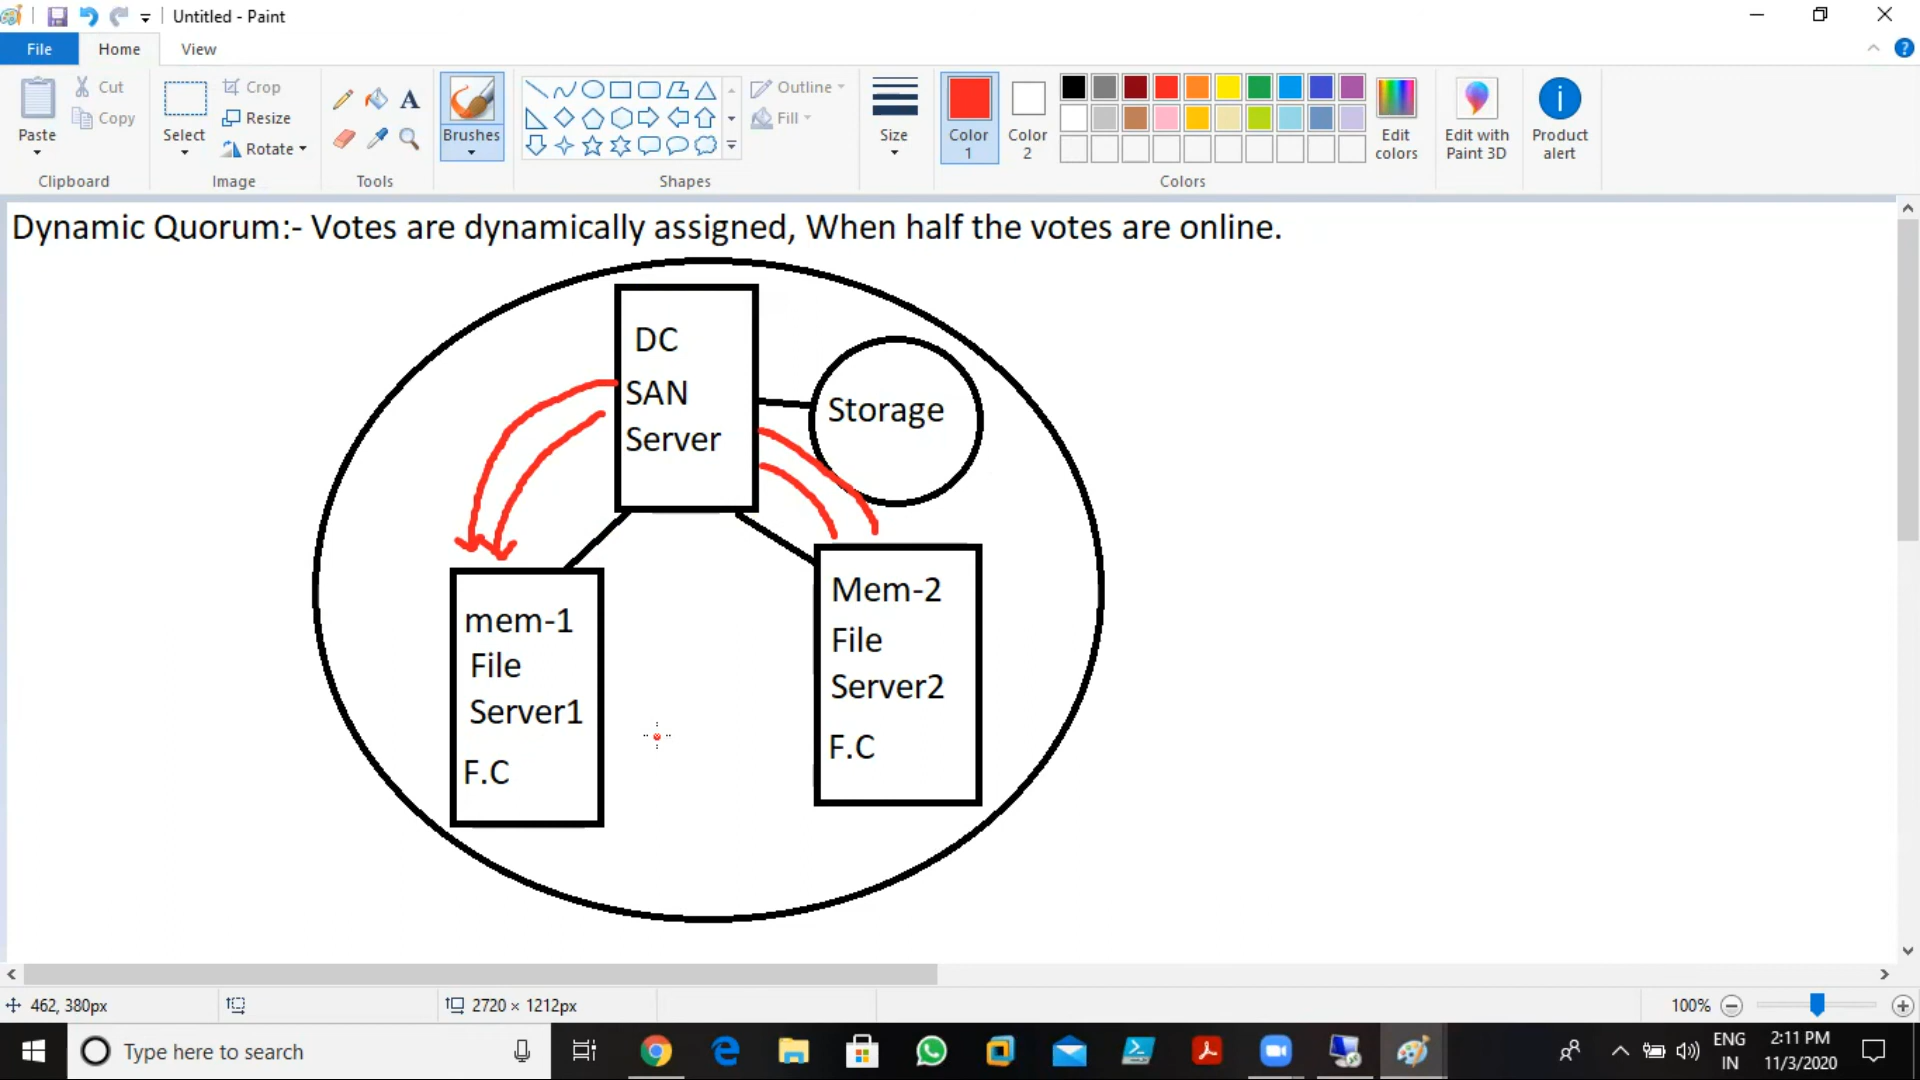 Untitled - Paint
File Home View
Paste
Cut
Copy
Clipboard
Select
Crop
Resize
Rotate
Image
A
Tools
Brushes
Outline
Fill
Shapes
Size
Color 1
Color 2
Colors
Edit colors
Edit with Paint 3D
Product alert
Dynamic Quorum:- Votes are dynamically assigned, When half the votes are online.
DC
SAN
Server
Storage
mem-1
File
Server1
F.C
Mem-2
File
Server2
F.C
462, 380px
2720 × 1212px
100%
Type here to search
ENG
IN
2:11 PM
11/3/2020